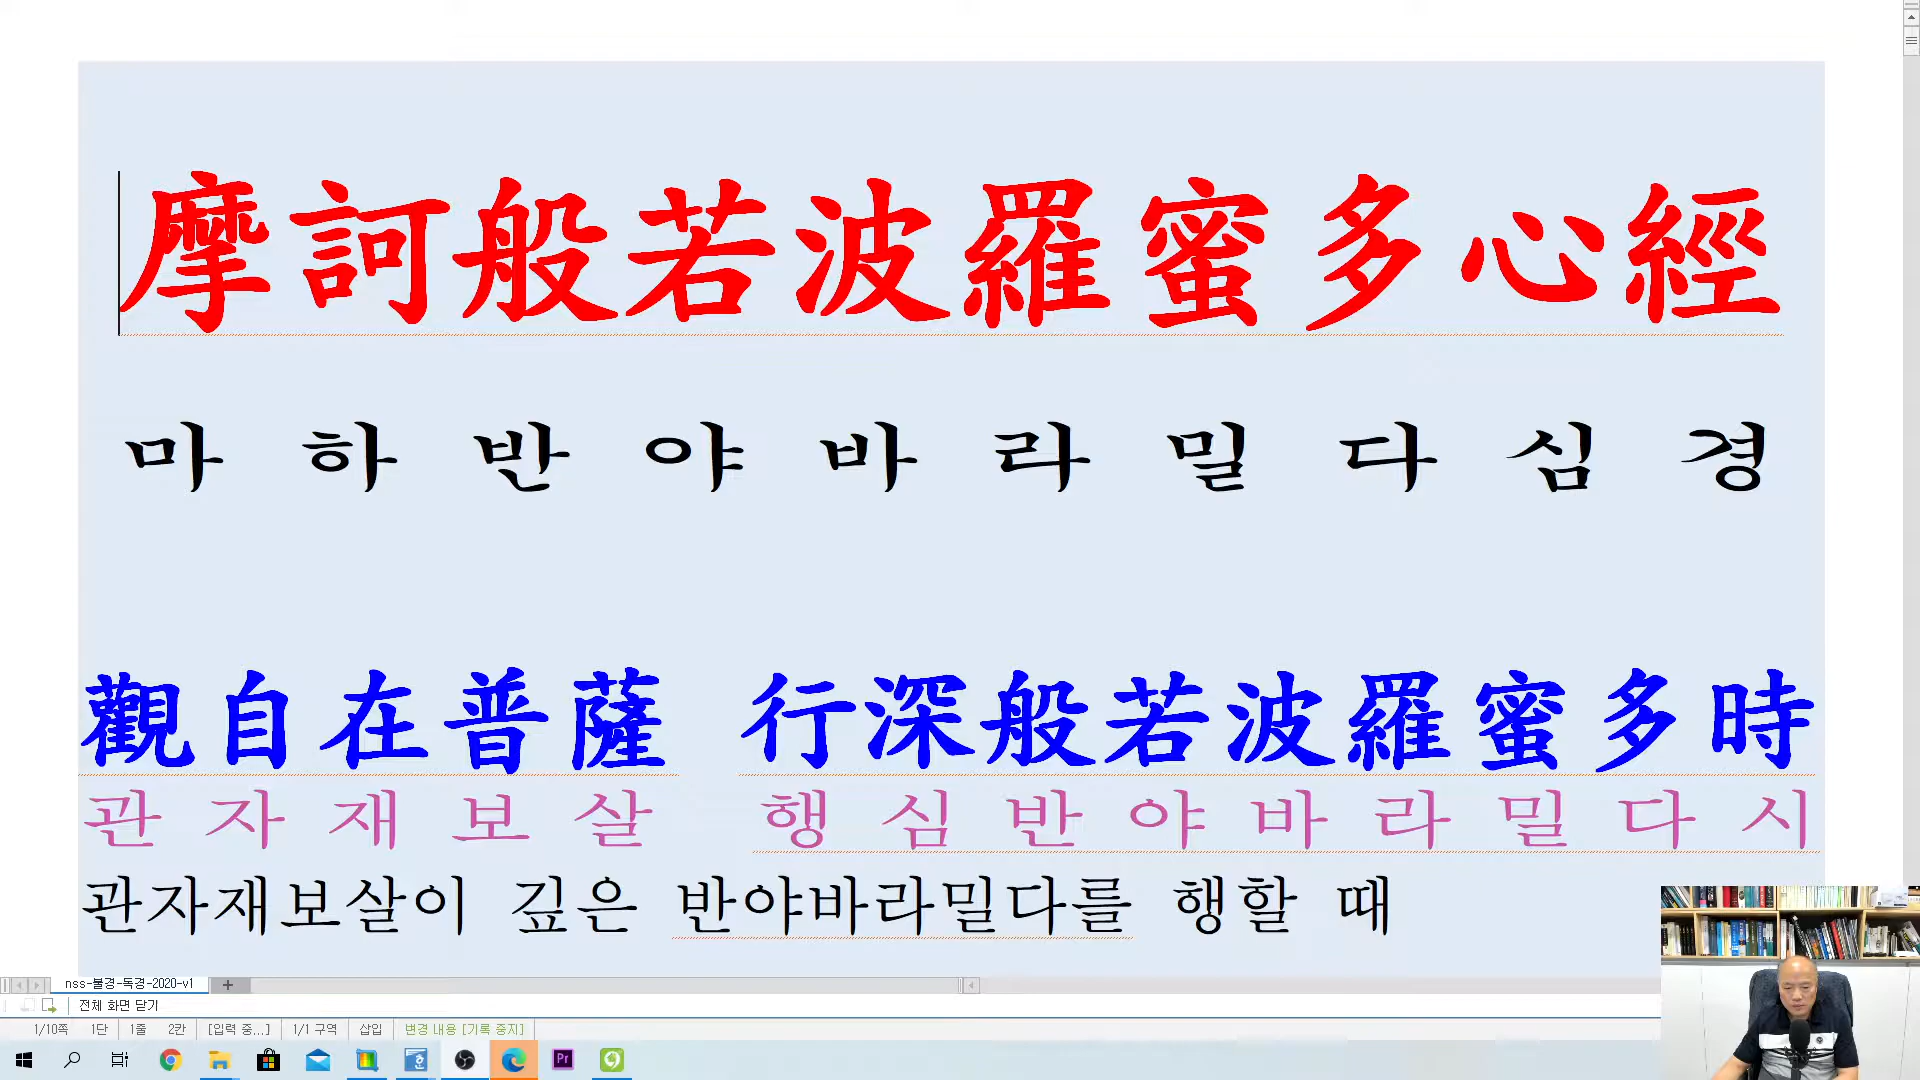 摩訶般若波羅蜜多心經
마 하 반 야 바 라 밀 다 심 경
觀自在普薩 行深般若波羅蜜多時
관 자 재 보 살 행 심 반 야 바 라 밀 다 시
관자재보살이 깊은 반야바라밀다를 행할 때
nss-불경-독경-2020-v1
전체 화면 닫기
1/10쪽 1단 1줄 2칸 [입력 중...] 1/1 구역 삽입 변경 내용 [기록 중지]
Pr